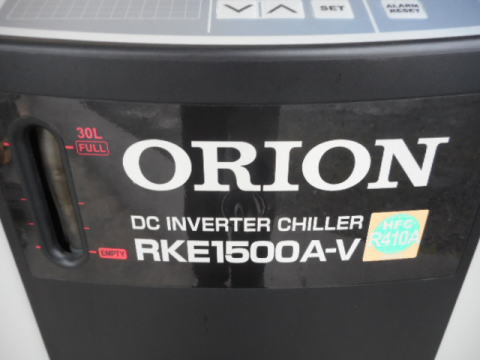 SET
ALARM
RESET
30L
FULL
ORION
DC INVERTER CHILLER
RKE1500A-V
HFC
R410A
EMPTY